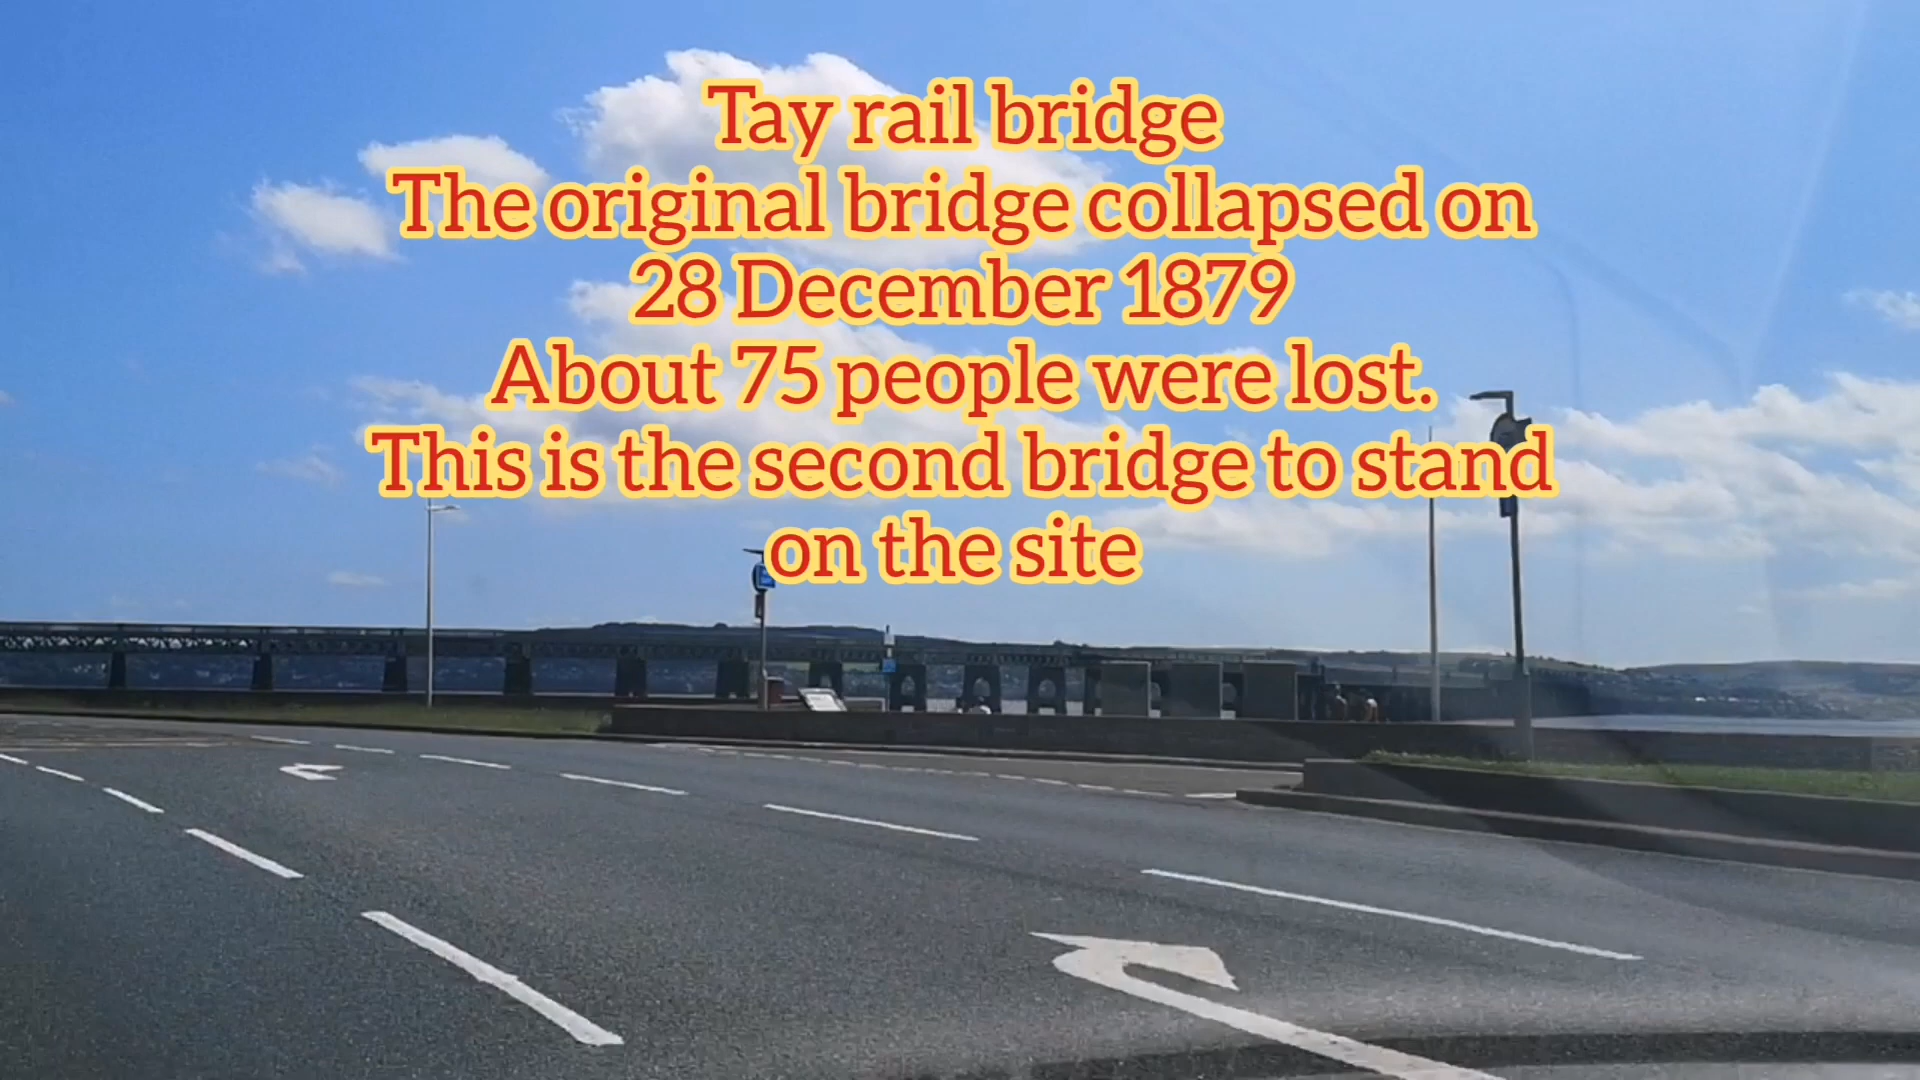 Tay rail bridge
The original bridge collapsed on
28 December 1879
About 75 people were lost.
This is the second bridge to stand
on the site